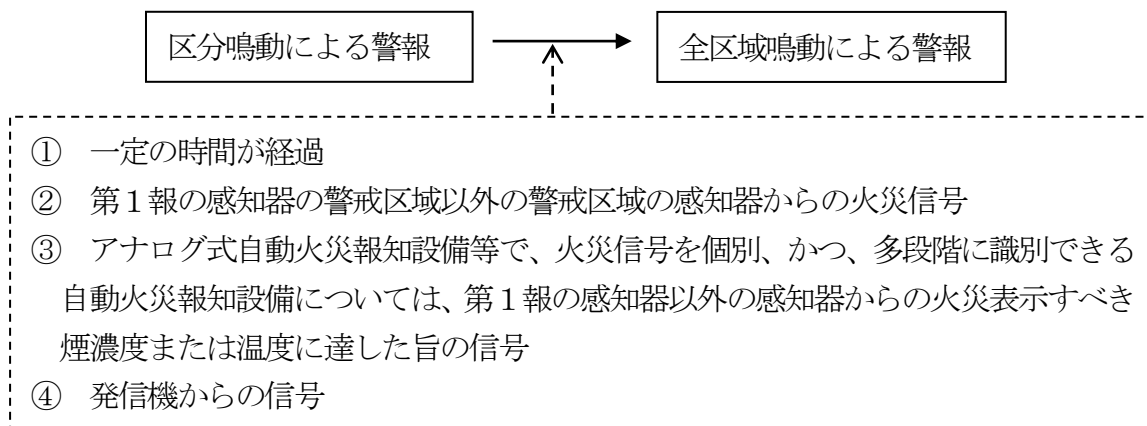 区分鳴動による警報
全区域鳴動による警報
① 一定の時間が経過
② 第１報の感知器の警戒区域以外の警戒区域の感知器からの火災信号
③ アナログ式自動火災報知設備等で、火災信号を個別、かつ、多段階に識別できる
自動火災報知設備については、第１報の感知器以外の感知器からの火災表示すべき
煙濃度または温度に達した旨の信号
④ 発信機からの信号